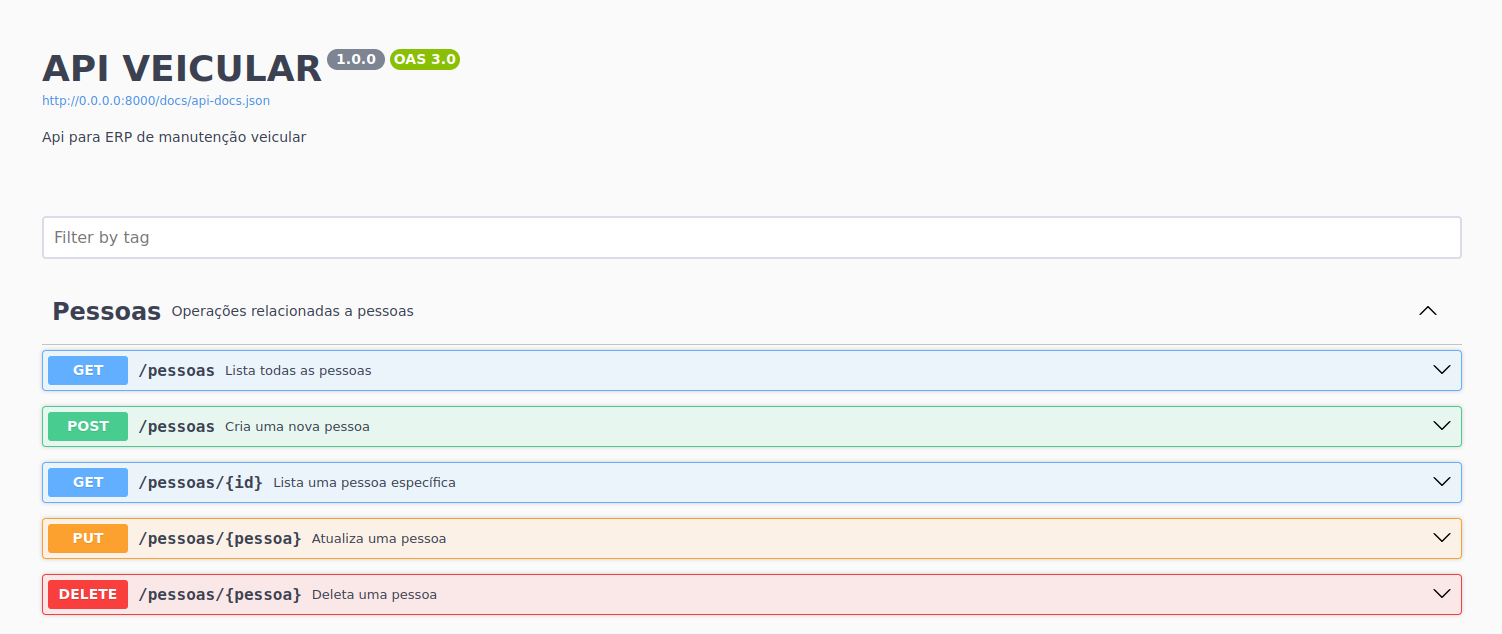 API VEICULAR 1.0.0 OAS 3.0
http://0.0.0.0:8000/docs/api-docs.json
Api para ERP de manutenção veicular
Filter by tag
Pessoas Operações relacionadas a pessoas
GET /pessoas Lista todas as pessoas
POST /pessoas Cria uma nova pessoa
GET /pessoas/{id} Lista uma pessoa específica
PUT /pessoas/{pessoa} Atualiza uma pessoa
DELETE /pessoas/{pessoa} Deleta uma pessoa